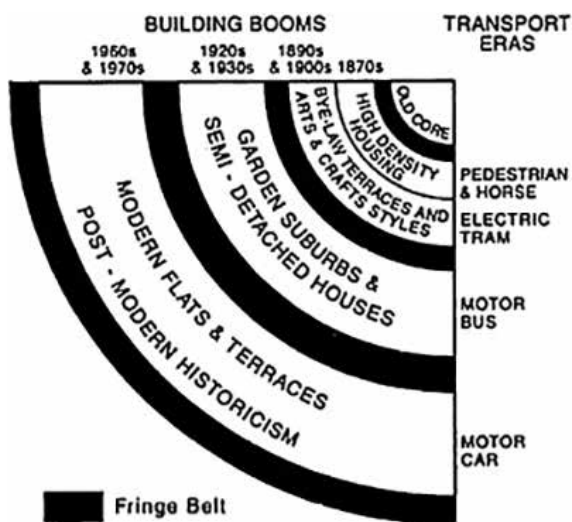 BUILDING BOOMS
TRANSPORT
ERAS
1960s
& 1970s
1920s
& 1930s
1890s
& 1900s
1870s
OLD CORE
HIGH DENSITY
HOUSING
BYE-LAW TERRACES AND
ARTS & CRAFTS STYLES
GARDEN SUBURBS &
SEMI - DETACHED HOUSES
MODERN FLATS & TERRACES
POST - MODERN HISTORICISM
PEDESTRIAN
& HORSE
ELECTRIC
TRAM
MOTOR
BUS
MOTOR
CAR
Fringe Belt